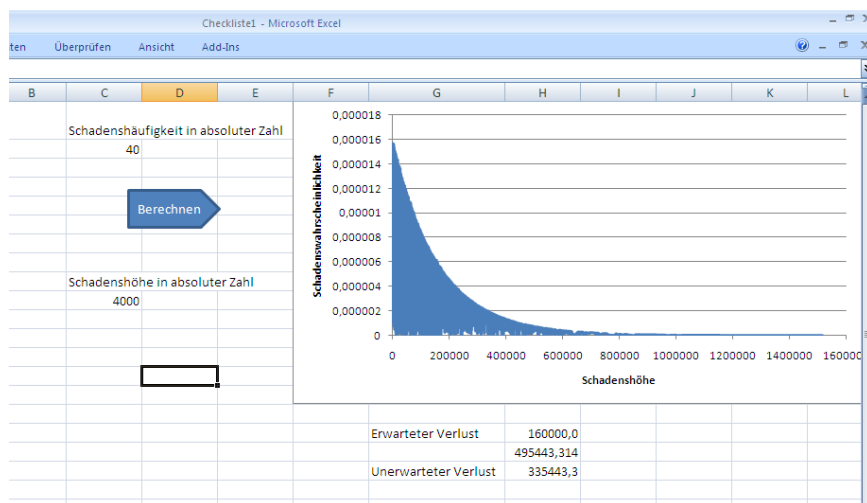 Checkliste1 - Microsoft Excel
ten Überprüfen Ansicht Add-Ins
B C D E F G H I J K L
Schadenshäufigkeit in absoluter Zahl
40
Berechnen
Schadenshöhe in absoluter Zahl
4000
Schadenswahrscheinlichkeit
0,000018
0,000016
0,000014
0,000012
0,00001
0,000008
0,000006
0,000004
0,000002
0
0 200000 400000 600000 800000 1000000 1200000 1400000 160000
Schadenshöhe
Erwarteter Verlust 160000,0
495443,314
Unerwarteter Verlust 335443,3